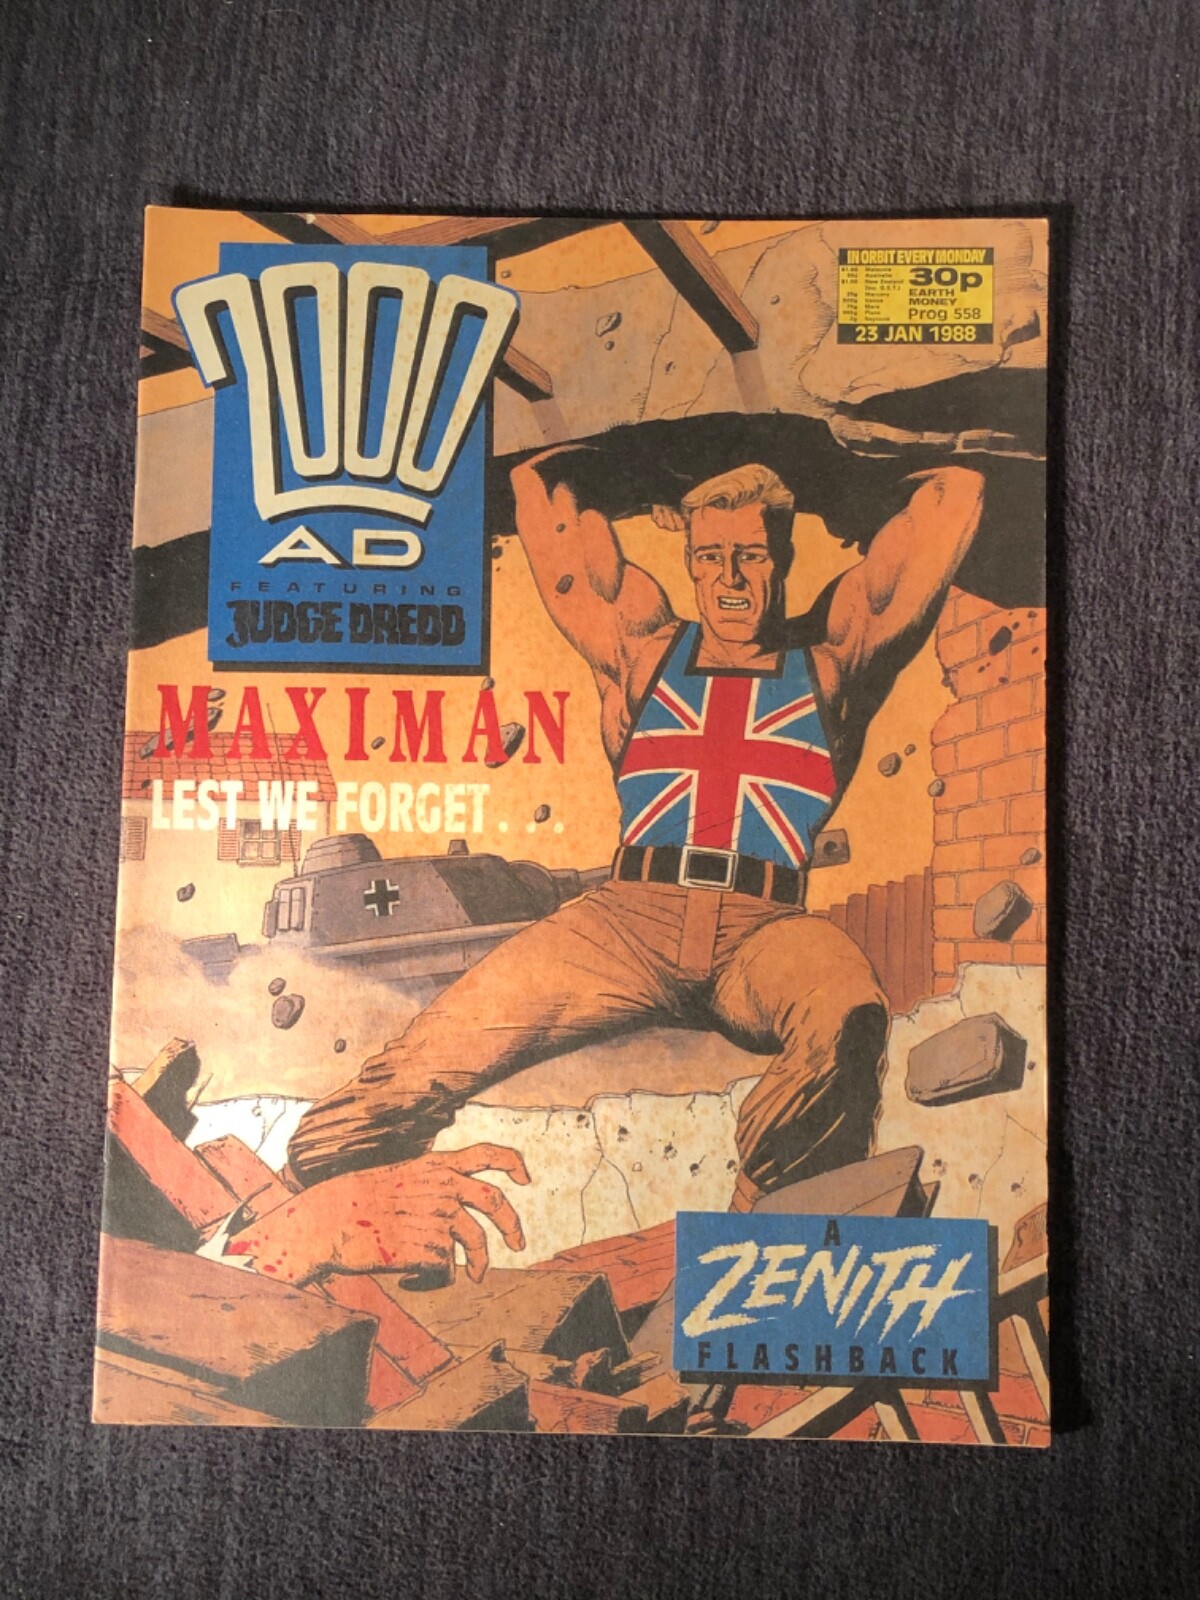 2000
AD
FEATURING
JUDGE DREDD
IN ORBIT EVERY MONDAY
30p
EARTH
MONEY
Prog 558
23 JAN 1988
MAXIMAN
LEST WE FORGET...
A
ZENITH
FLASHBACK